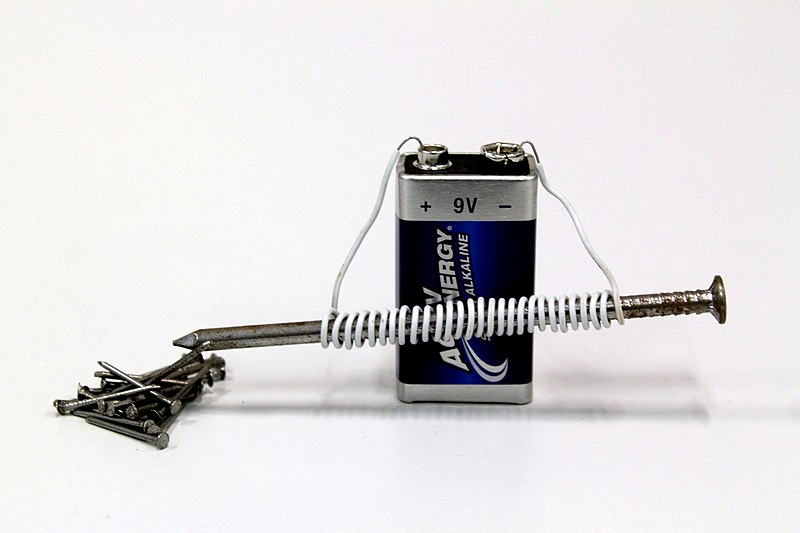 + 9V −
ENERGY®
ALKALINE